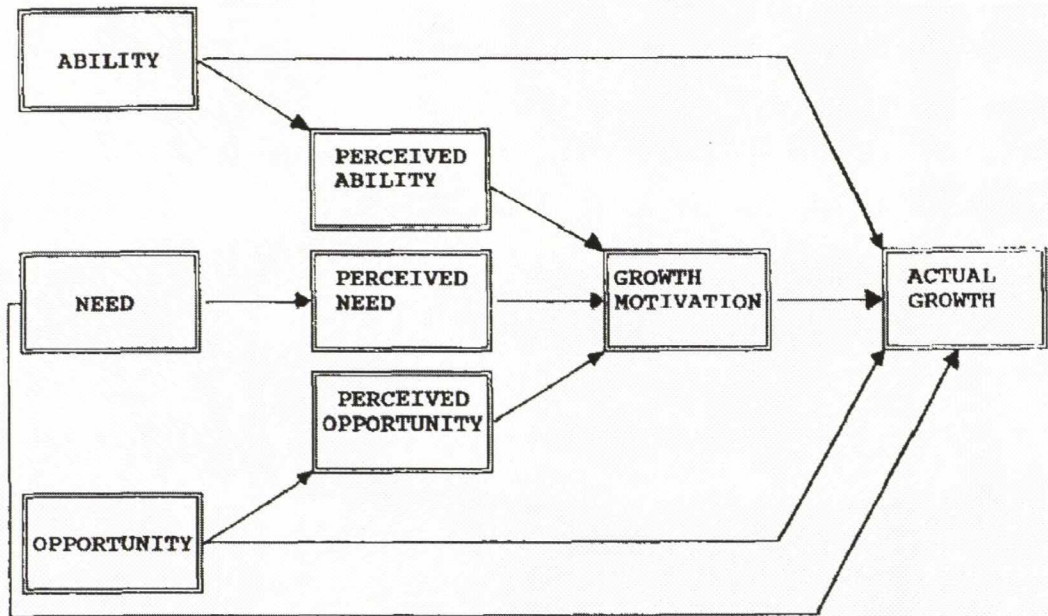 ABILITY
PERCEIVED
ABILITY
NEED
PERCEIVED
NEED
GROWTH
MOTIVATION
ACTUAL
GROWTH
PERCEIVED
OPPORTUNITY
OPPORTUNITY